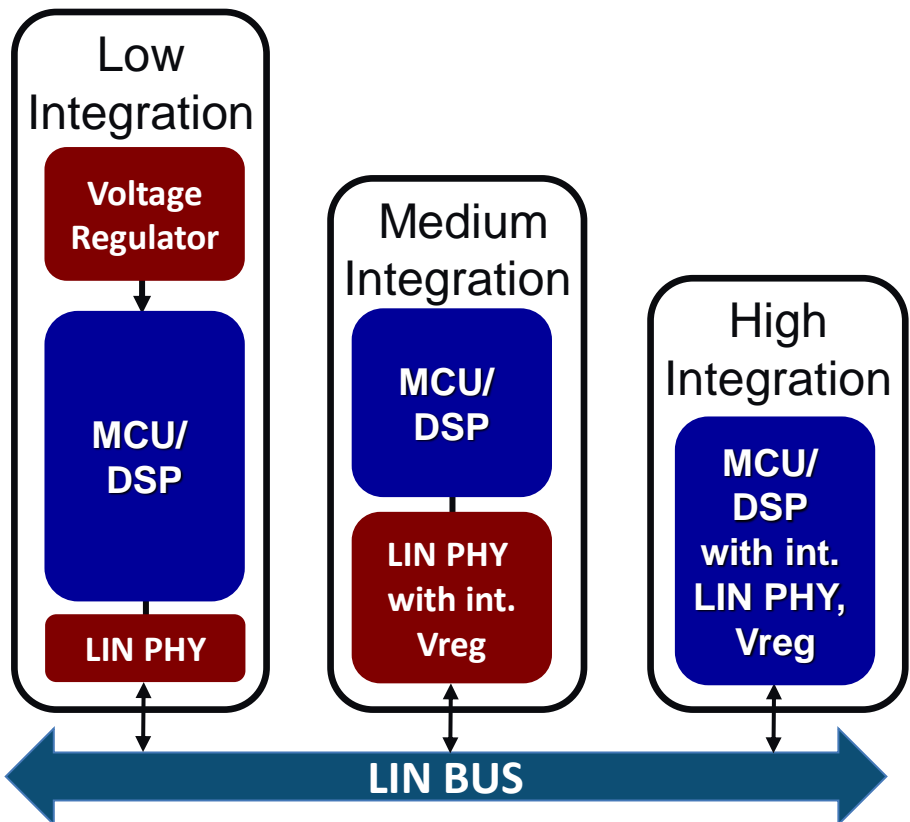 Low
Integration
Voltage
Regulator
MCU/
DSP
LIN PHY
Medium
Integration
MCU/
DSP
LIN PHY
with int.
Vreg
High
Integration
MCU/
DSP
with int.
LIN PHY,
Vreg
LIN BUS